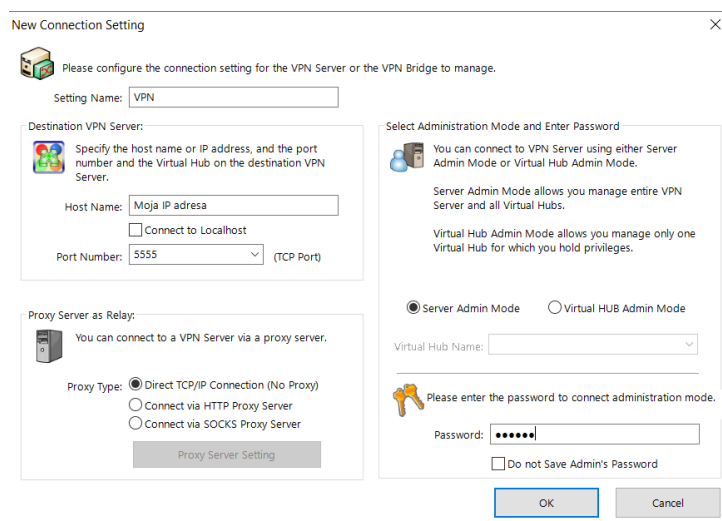 New Connection Setting
Please configure the connection setting for the VPN Server or the VPN Bridge to manage.
Setting Name: VPN
Destination VPN Server:
Specify the host name or IP address, and the port
number and the Virtual Hub on the destination VPN
Server.
Host Name: Moja IP adresa
Connect to Localhost
Port Number: 5555 (TCP Port)
Proxy Server as Relay:
You can connect to a VPN Server via a proxy server.
Proxy Type: Direct TCP/IP Connection (No Proxy)
Connect via HTTP Proxy Server
Connect via SOCKS Proxy Server
Proxy Server Setting
Select Administration Mode and Enter Password
You can connect to VPN Server using either Server
Admin Mode or Virtual Hub Admin Mode.
Server Admin Mode allows you manage entire VPN
Server and all Virtual Hubs.
Virtual Hub Admin Mode allows you manage only one
Virtual Hub for which you hold privileges.
Server Admin Mode Virtual HUB Admin Mode
Virtual Hub Name:
Please enter the password to connect administration mode.
Password: ●●●●●●
Do not Save Admin's Password
OK Cancel